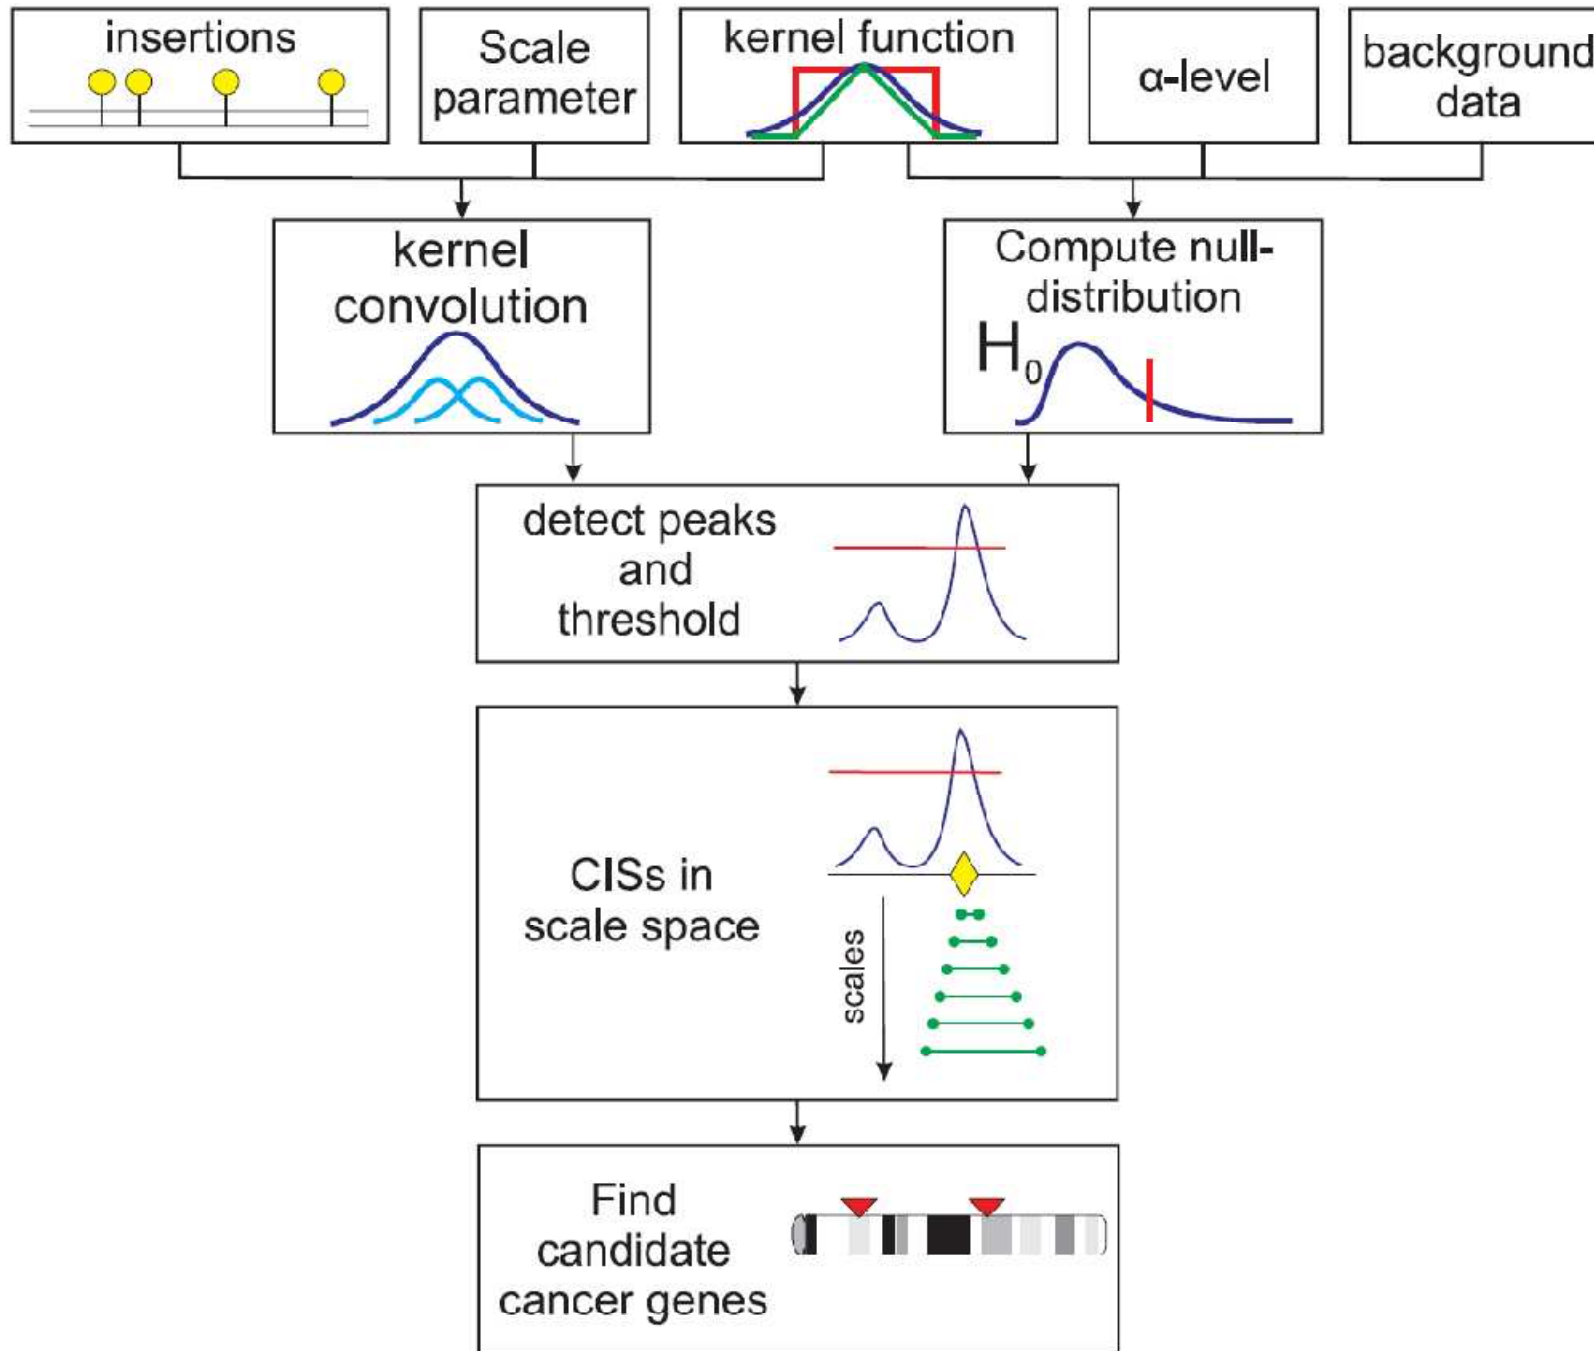 insertions
Scale
parameter
kernel function
α-level
background
data
kernel
convolution
Compute null-
distribution
H0
detect peaks
and
threshold
CISs in
scale space
scales
Find
candidate
cancer genes